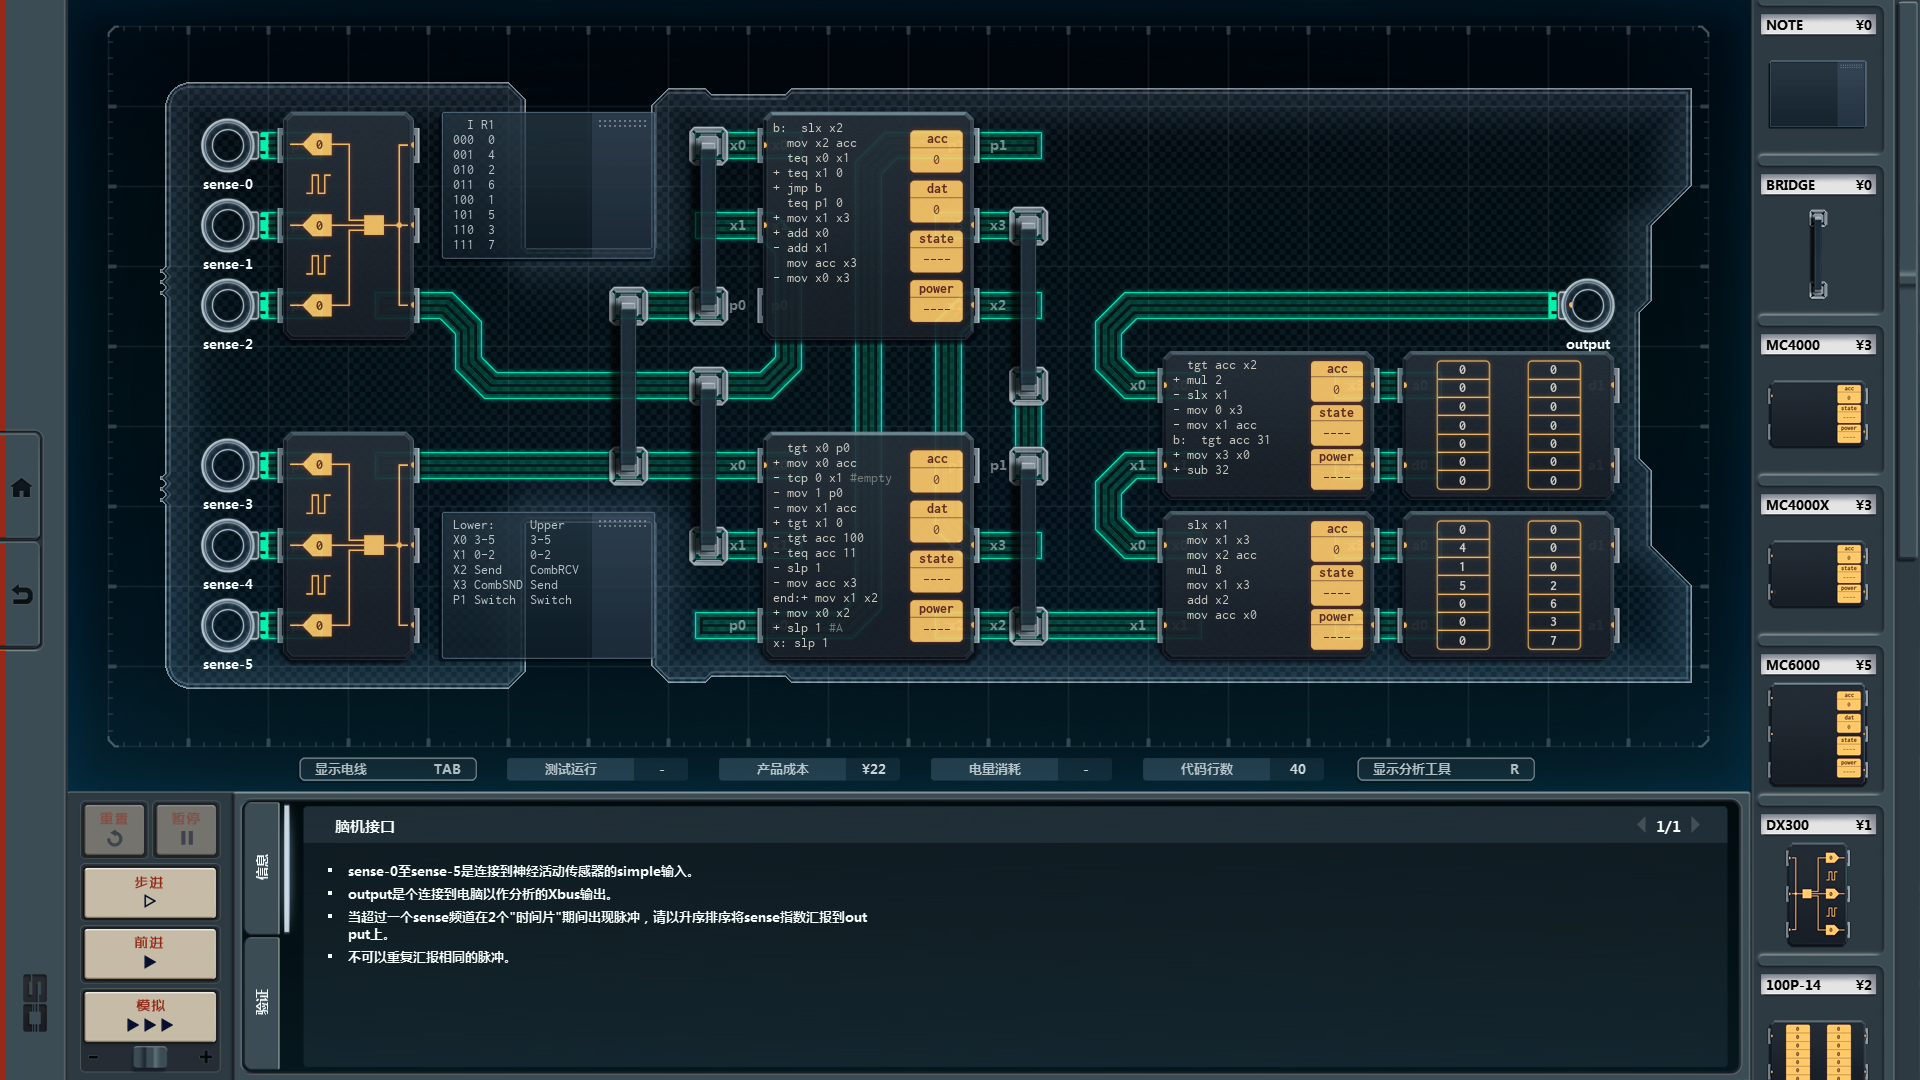 sense-0
sense-1
sense-2
sense-3
sense-4
sense-5
0
0
0
0
0
0
I R1
000 0
001 4
010 2
011 6
100 1
101 5
110 3
111 7
Lower: Upper
X0 3-5 3-5
X1 0-2 0-2
X2 Send CombRCV
X3 CombSND Send
P1 Switch Switch
x0
x1
p0
p1
x3
x2
b: slx x2
mov x2 acc
teq x0 x1
+ teq x1 0
+ jmp b
teq p1 0
+ mov x1 x3
+ add x0
- add x1
mov acc x3
- mov x0 x3
acc
0
dat
0
state
----
power
----
x0
x1
p0
p1
x3
x2
tgt x0 p0
+ mov x0 acc
- tcp 0 x1 #empty
- mov 1 p0
- mov x1 acc
+ tgt x1 0
- tgt acc 100
- teq acc 11
- slp 1
- mov acc x3
end:+ mov x1 x2
+ mov x0 x2
+ slp 1 #A
x: slp 1
acc
0
dat
0
state
----
power
----
output
x0
x1
tgt acc x2
+ mul 2
- slx x1
- mov 0 x3
- mov x1 acc
b: tgt acc 31
+ mov x3 x0
+ sub 32
acc
0
state
----
power
----
0 0
0 0
0 0
0 0
0 0
0 0
0 0
x0
x1
slx x1
mov x1 x3
mov x2 acc
mul 8
mov x1 x3
add x2
mov acc x0
acc
0
state
----
power
----
0 0
4 0
1 0
5 2
0 6
0 3
0 7
显示电线 TAB
测试运行 -
产品成本 ¥22
电量消耗 -
代码行数 40
显示分析工具 R
重置
暂停
步进
前进
模拟
- +
信息
验证
脑机接口
1/1
sense-0至sense-5是连接到神经活动传感器的simple输入。
output是个连接到电脑以作分析的Xbus输出。
当超过一个sense频道在2个"时间片"期间出现脉冲，请以升序排序将sense指数汇报到out
put上。
不可以重复汇报相同的脉冲。
NOTE ¥0
BRIDGE ¥0
MC4000 ¥3
MC4000X ¥3
MC6000 ¥5
DX300 ¥1
100P-14 ¥2